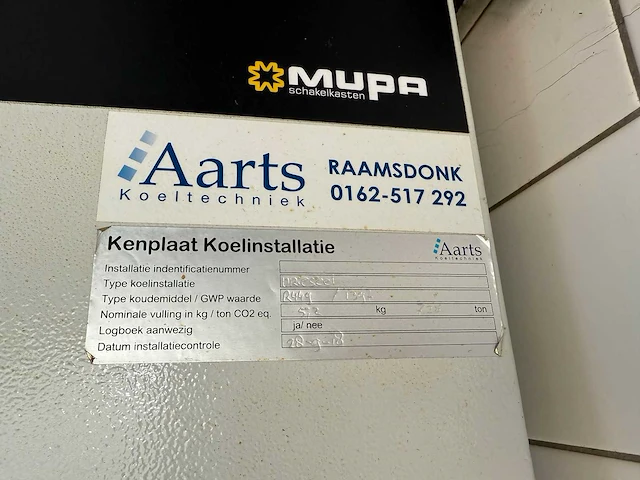 MUPA
schakelkasten
Aarts
Koeltechniek
RAAMSDONK
0162-517 292
Kenplaat Koelinstallatie
Aarts
Koeltechniek
Installatie indentificatienummer
Type koelinstallatie
Type koudemiddel / GWP waarde
Nominale vulling in kg / ton CO2 eq. kg ton
Logboek aanwezig ja/ nee
Datum installatiecontrole